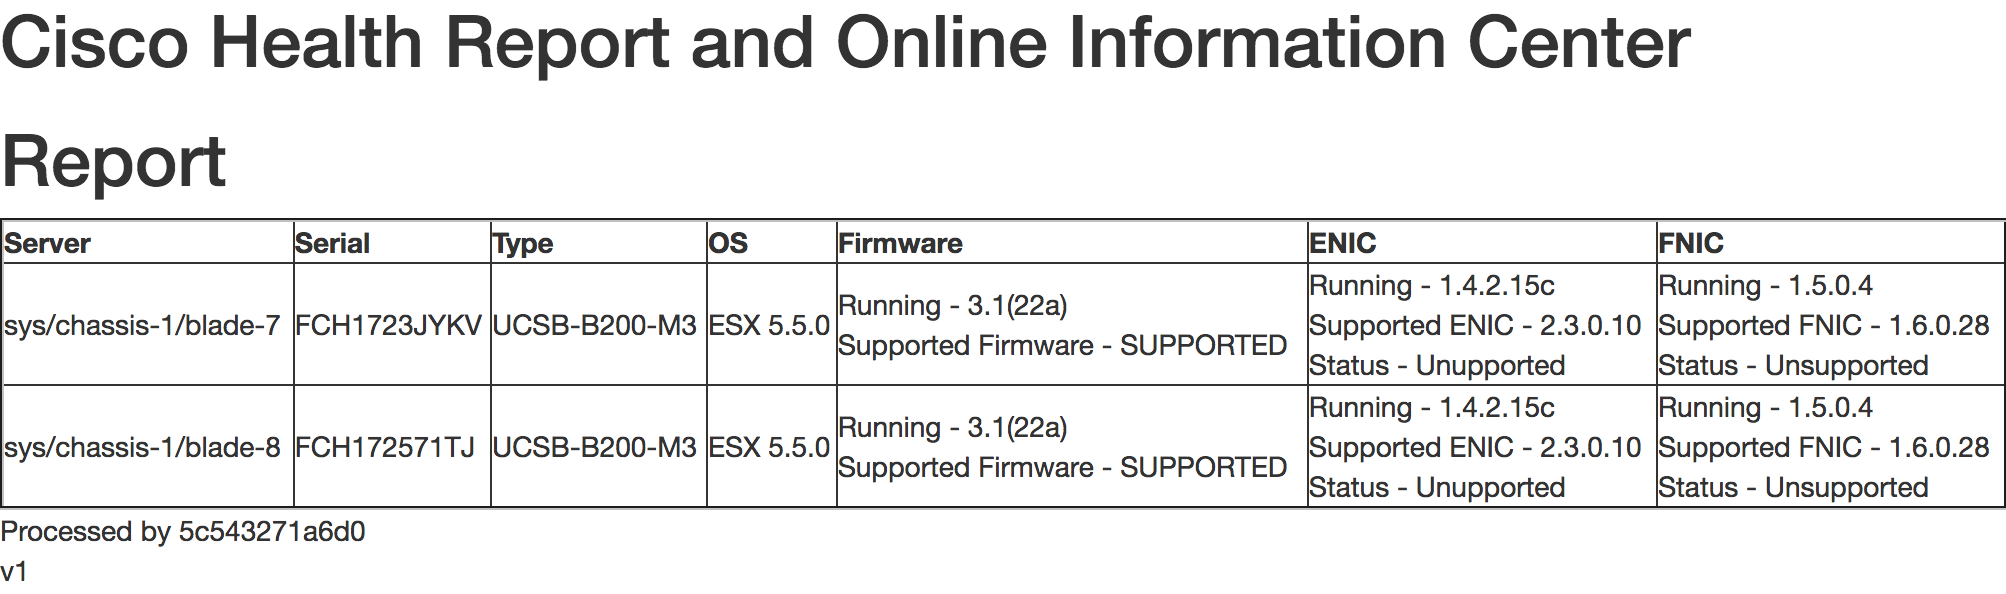 Cisco Health Report and Online Information Center
Report
Server Serial Type OS Firmware ENIC FNIC
sys/chassis-1/blade-7 FCH1723JYKV UCSB-B200-M3 ESX 5.5.0 Running - 3.1(22a) Supported Firmware - SUPPORTED Running - 1.4.2.15c Supported ENIC - 2.3.0.10 Status - Unupported Running - 1.5.0.4 Supported FNIC - 1.6.0.28 Status - Unsupported
sys/chassis-1/blade-8 FCH172571TJ UCSB-B200-M3 ESX 5.5.0 Running - 3.1(22a) Supported Firmware - SUPPORTED Running - 1.4.2.15c Supported ENIC - 2.3.0.10 Status - Unupported Running - 1.5.0.4 Supported FNIC - 1.6.0.28 Status - Unsupported
Processed by 5c543271a6d0
v1